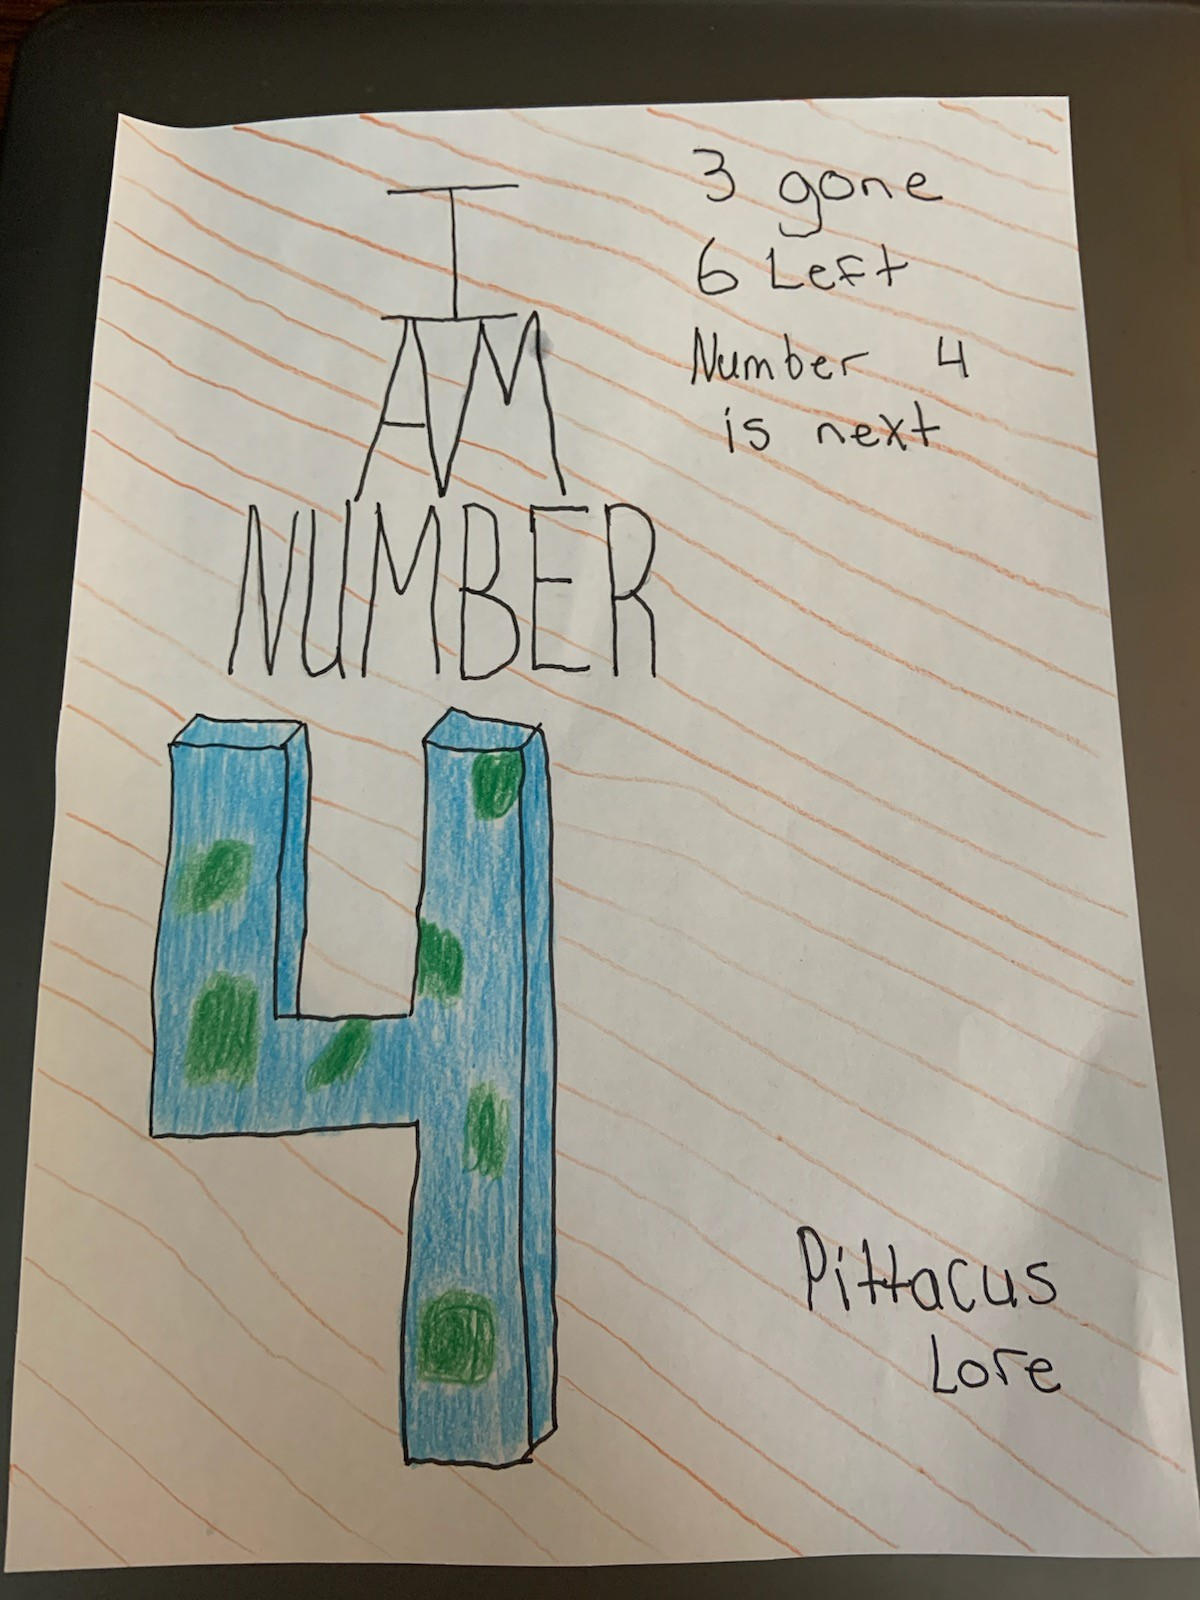 I
AM
NUMBER
4
3 gone
6 Left
Number 4
is next
Pittacus
Lore